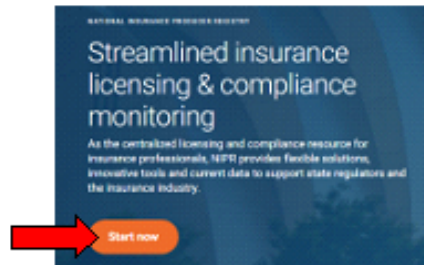 NATIONAL INSURANCE PRODUCER REGISTRY
Streamlined insurance
licensing & compliance
monitoring
As the centralized licensing and compliance resource for
insurance professionals, NIPR provides flexible solutions,
innovative tools and current data to support state regulators and
the insurance industry.
Start now